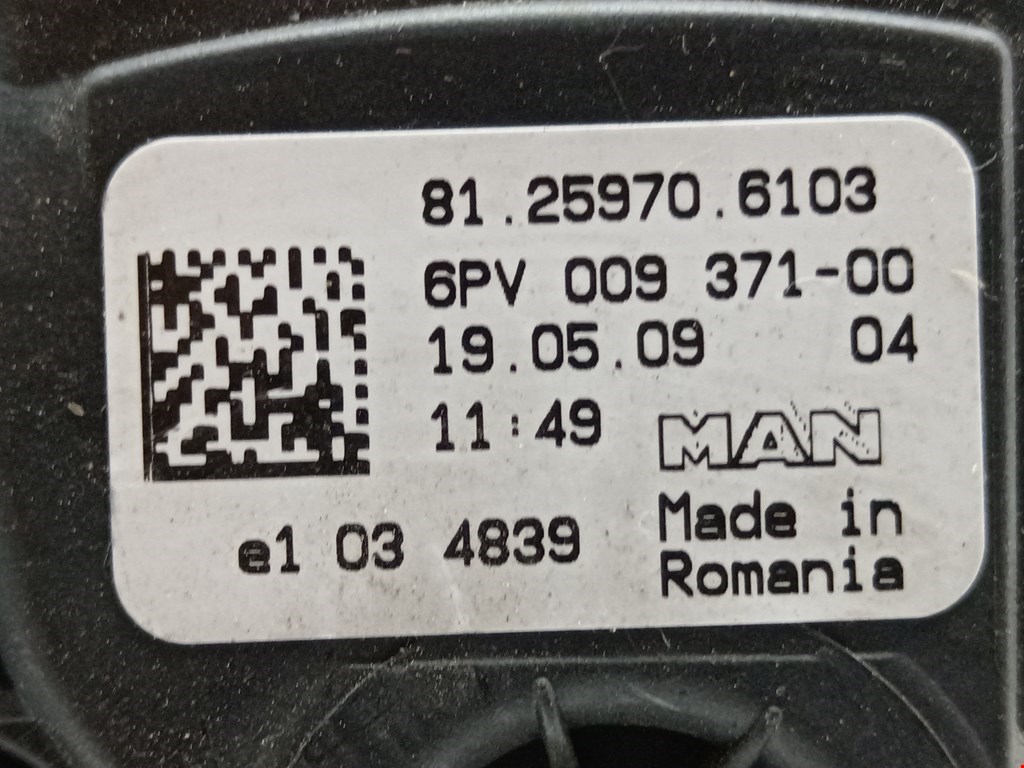 81.25970.6103
6PV 009 371-00
19.05.09 04
11:49
MAN
e1 03 4839
Made in
Romania